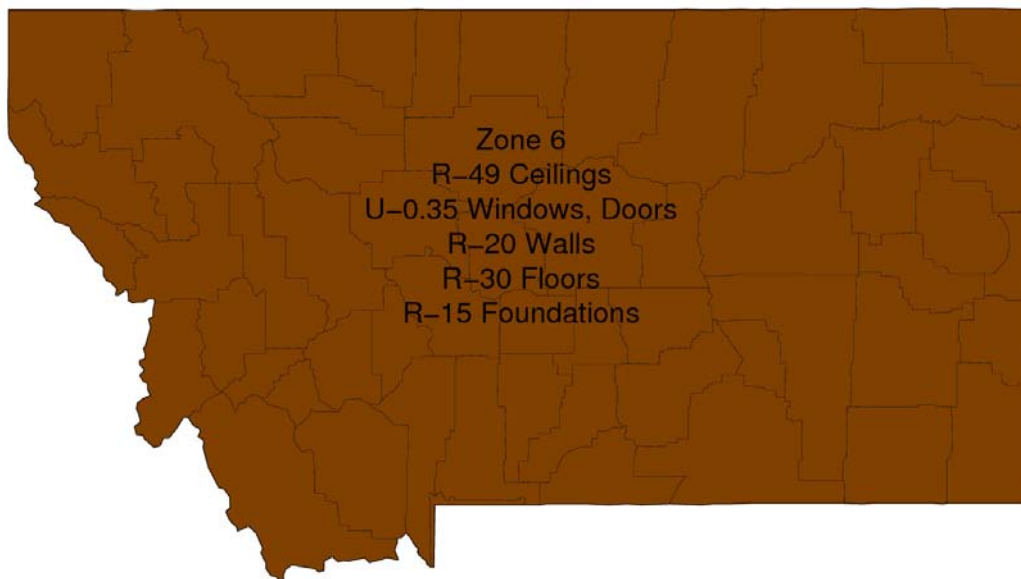 Zone 6
R−49 Ceilings
U−0.35 Windows, Doors
R−20 Walls
R−30 Floors
R−15 Foundations